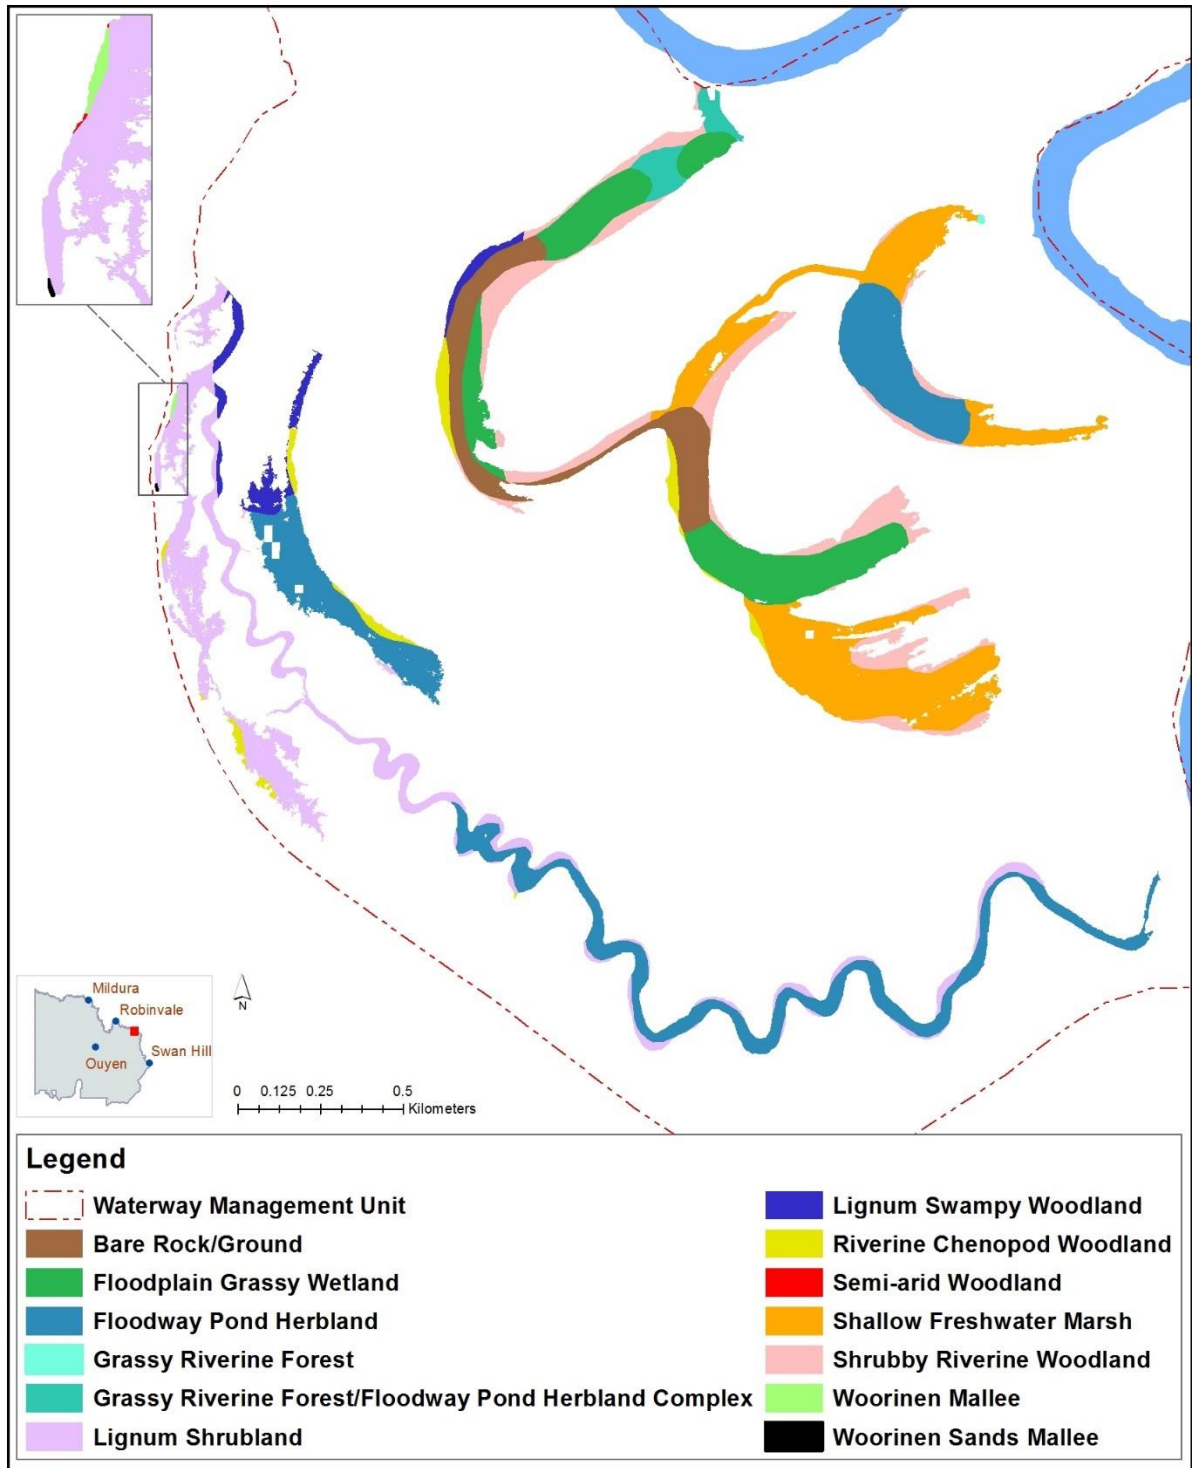 Mildura
Robinvale
Swan Hill
Ouyen
N
0 0.125 0.25 0.5
Kilometers
Legend
Waterway Management Unit
Bare Rock/Ground
Floodplain Grassy Wetland
Floodway Pond Herbland
Grassy Riverine Forest
Grassy Riverine Forest/Floodway Pond Herbland Complex
Lignum Shrubland
Lignum Swampy Woodland
Riverine Chenopod Woodland
Semi-arid Woodland
Shallow Freshwater Marsh
Shrubby Riverine Woodland
Woorinen Mallee
Woorinen Sands Mallee